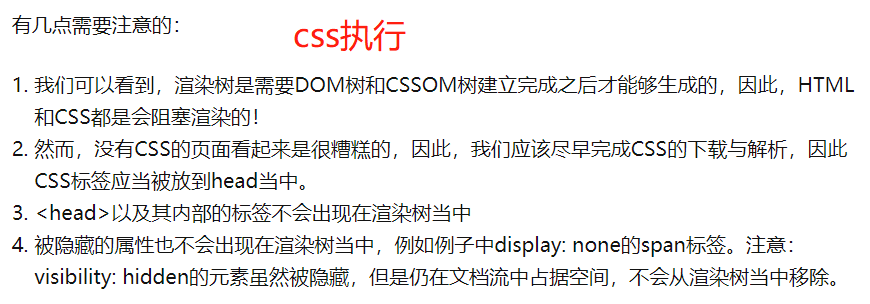 有几点需要注意的：
css执行
1. 我们可以看到，渲染树是需要DOM树和CSSOM树建立完成之后才能够生成的，因此，HTML
和CSS都是会阻塞渲染的！
2. 然而，没有CSS的页面看起来是很糟糕的，因此，我们应该尽早完成CSS的下载与解析，因此
CSS标签应当被放到head当中。
3. <head>以及其内部的标签不会出现在渲染树当中
4. 被隐藏的属性也不会出现在渲染树当中，例如例子中display: none的span标签。注意：
visibility: hidden的元素虽然被隐藏，但是仍在文档流中占据空间，不会从渲染树当中移除。